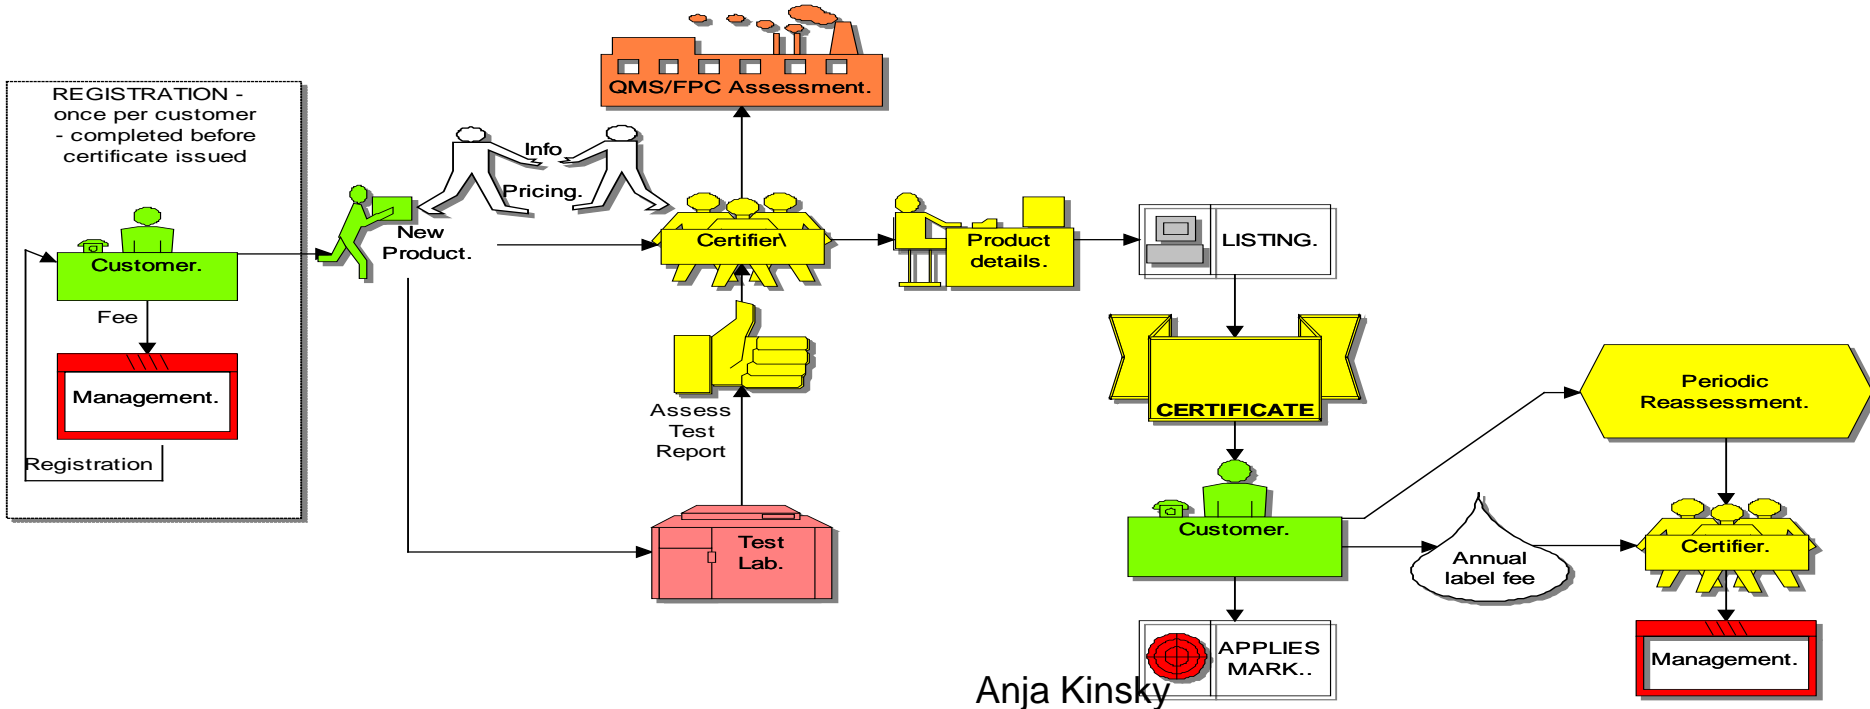 QMS/FPC Assessment.
REGISTRATION -
once per customer
- completed before
certificate issued
Info
Pricing.
New
Product.
Customer.
Fee
Management.
Registration
Certifier\
Product
details.
LISTING.
Assess
Test
Report
Test
Lab.
CERTIFICATE
Periodic
Reassessment.
Customer.
Annual
label fee
Certifier.
APPLIES
MARK..
Management.
Anja Kinsky